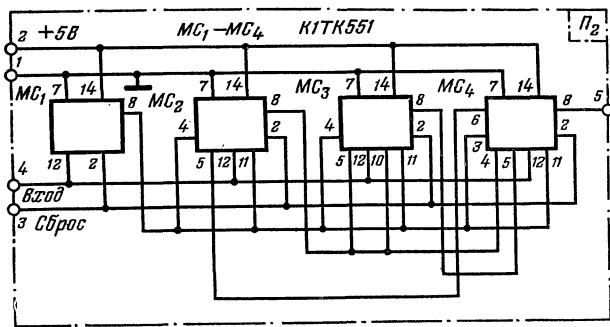 2 +5В МС₁–МС₄ К1ТК551 П₂
1
МС₁ 7 14 МС₂ 7 14 МС₃ 7 14 МС₄ 7 14
8 8 8 8 5
4 2 4 2 6 2
3
12 2 5 12 11 5 12 10 11 4 5 12 11
4
Вход
3 Сброс